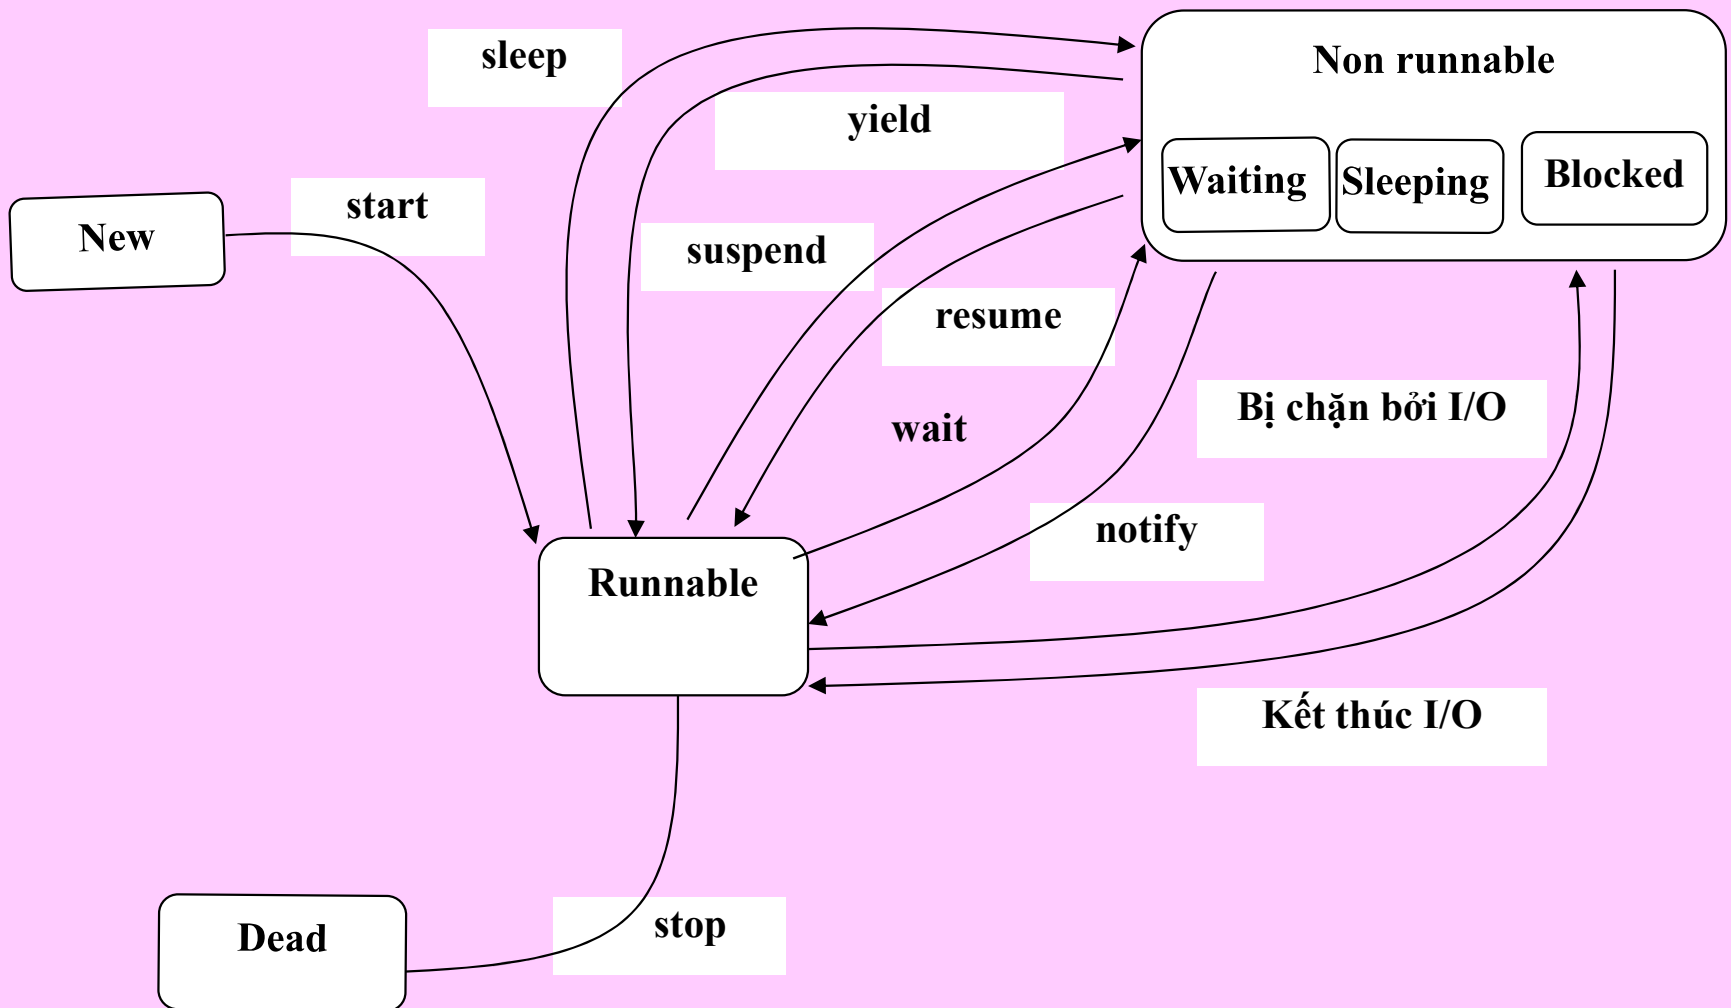 sleep
Non runnable
yield
Waiting
Sleeping
Blocked
start
New
suspend
resume
Bị chặn bởi I/O
wait
notify
Runnable
Kết thúc I/O
stop
Dead